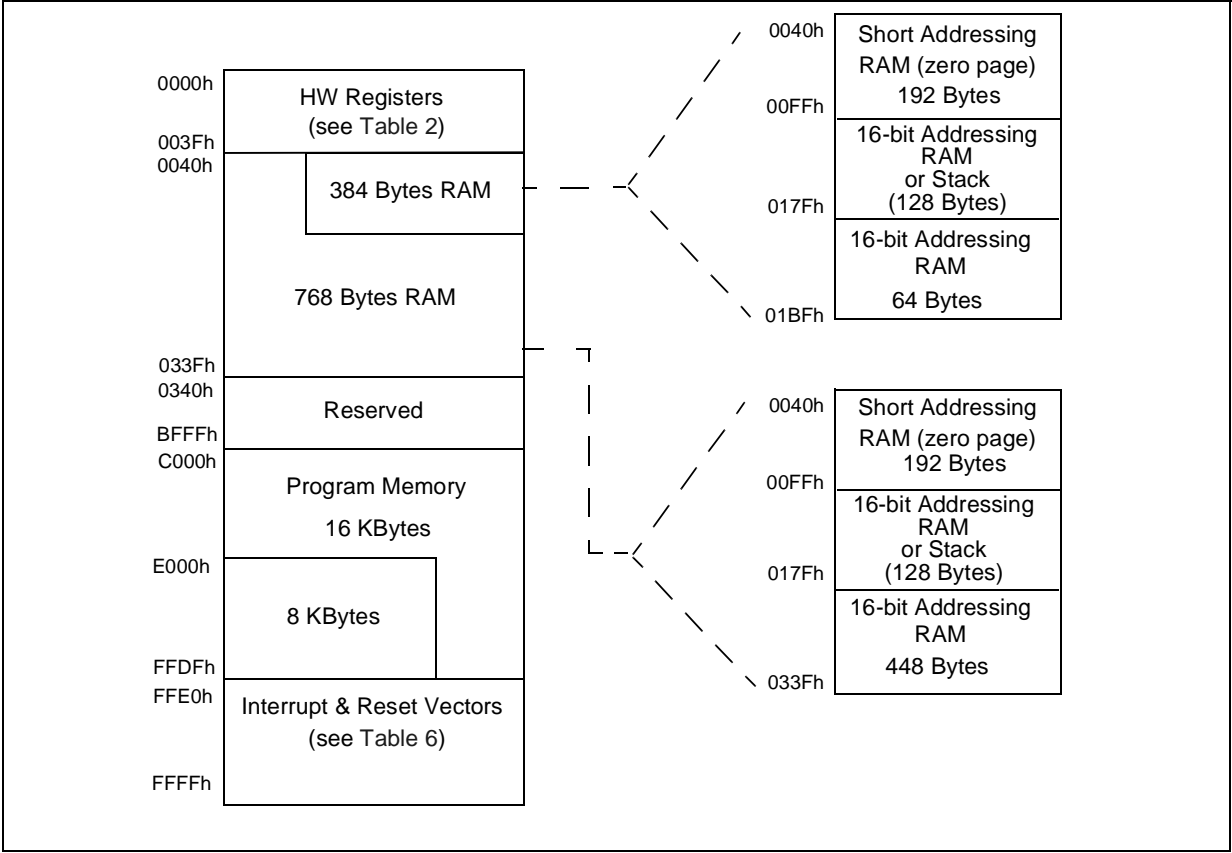 0000h
HW Registers
(see Table 2)
003Fh
0040h
384 Bytes RAM
768 Bytes RAM
033Fh
0340h
Reserved
BFFFh
C000h
Program Memory
16 KBytes
E000h
8 KBytes
FFDFh
FFE0h
Interrupt & Reset Vectors
(see Table 6)
FFFFh
0040h
Short Addressing
RAM (zero page)
192 Bytes
00FFh
16-bit Addressing
RAM
or Stack
(128 Bytes)
017Fh
16-bit Addressing
RAM
64 Bytes
01BFh
0040h
Short Addressing
RAM (zero page)
192 Bytes
00FFh
16-bit Addressing
RAM
or Stack
(128 Bytes)
017Fh
16-bit Addressing
RAM
448 Bytes
033Fh